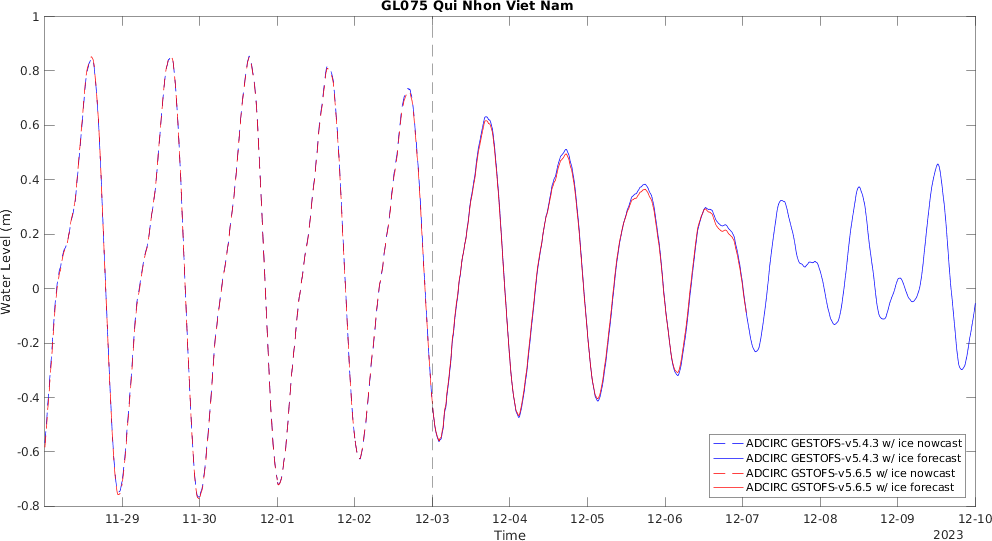 GL075 Qui Nhon Viet Nam
1
0.8
0.6
0.4
0.2
0
-0.2
-0.4
-0.6
-0.8
Water Level (m)
ADCIRC GESTOFS-v5.4.3 w/ ice nowcast
ADCIRC GESTOFS-v5.4.3 w/ ice forecast
ADCIRC GSTOFS-v5.6.5 w/ ice nowcast
ADCIRC GSTOFS-v5.6.5 w/ ice forecast
11-29 11-30 12-01 12-02 12-03 12-04 12-05 12-06 12-07 12-08 12-09 12-10
Time
2023